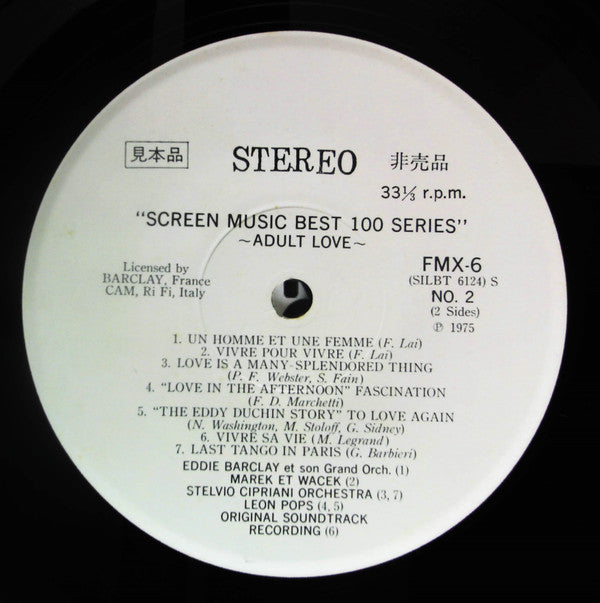 見本品 STEREO 非売品
33⅓ r.p.m.
"SCREEN MUSIC BEST 100 SERIES"
~ADULT LOVE~
Licensed by
BARCLAY, France
CAM, Ri Fi, Italy
FMX-6
(SILBT 6124) S
NO. 2
(2 Sides)
℗ 1975
1. UN HOMME ET UNE FEMME (F. Lai)
2. VIVRE POUR VIVRE (F. Lai)
3. LOVE IS A MANY-SPLENDORED THING
(P. F. Webster, S. Fain)
4. "LOVE IN THE AFTERNOON" FASCINATION
(F. D. Marchetti)
5. "THE EDDY DUCHIN STORY" TO LOVE AGAIN
(N. Washington, M. Stoloff, G. Sidney)
6. VIVRE SA VIE (M. Legrand)
7. LAST TANGO IN PARIS (G. Barbieri)
EDDIE BARCLAY et son Grand Orch. (1)
MAREK ET WACEK (2)
STELVIO CIPRIANI ORCHESTRA (3, 7)
LEON POPS (4, 5)
ORIGINAL SOUNDTRACK
RECORDING (6)